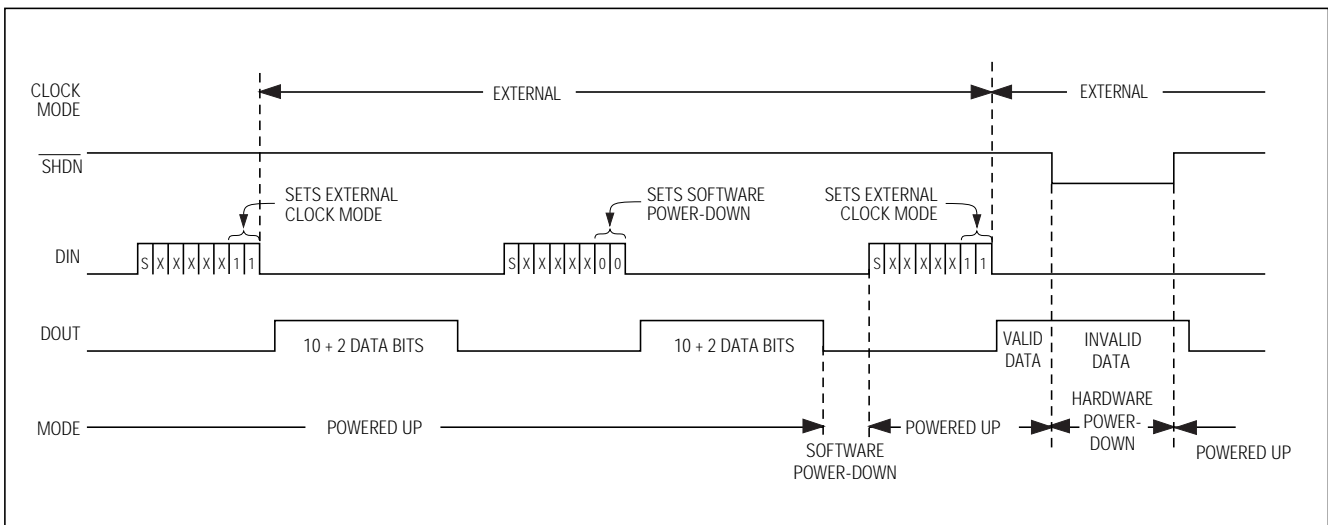 CLOCK
MODE
EXTERNAL
EXTERNAL
SHDN
SETS EXTERNAL
CLOCK MODE
SETS SOFTWARE
POWER-DOWN
SETS EXTERNAL
CLOCK MODE
DIN
S X X X X X 1 1
S X X X X X 0 0
S X X X X X 1 1
DOUT
10 + 2 DATA BITS
10 + 2 DATA BITS
VALID
DATA
INVALID
DATA
MODE
POWERED UP
SOFTWARE
POWER-DOWN
POWERED UP
HARDWARE
POWER-
DOWN
POWERED UP